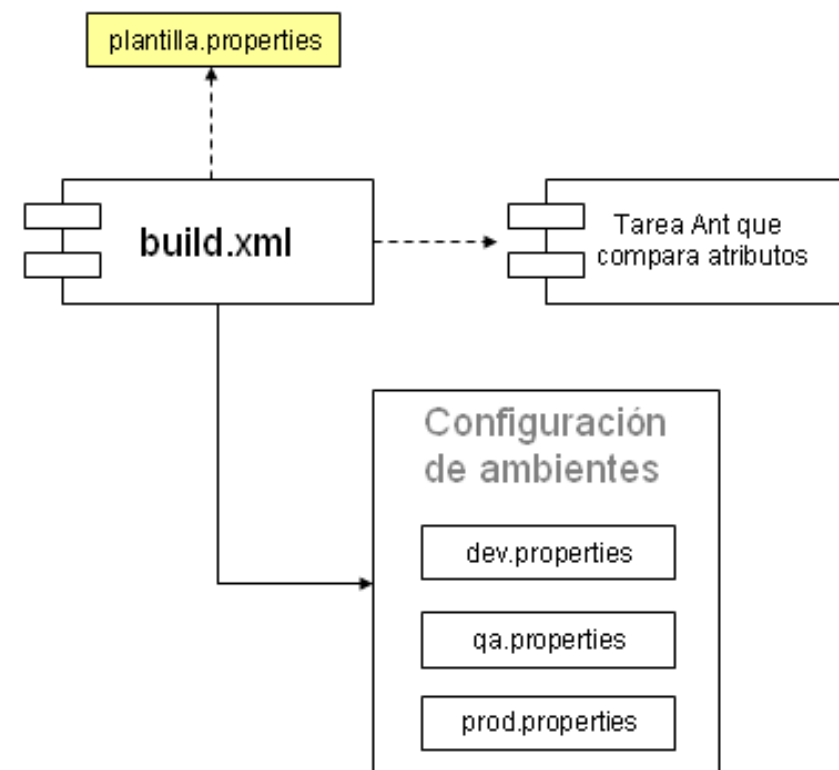 plantilla.properties
build.xml
Tarea Ant que
compara atributos
Configuración
de ambientes
dev.properties
qa.properties
prod.properties